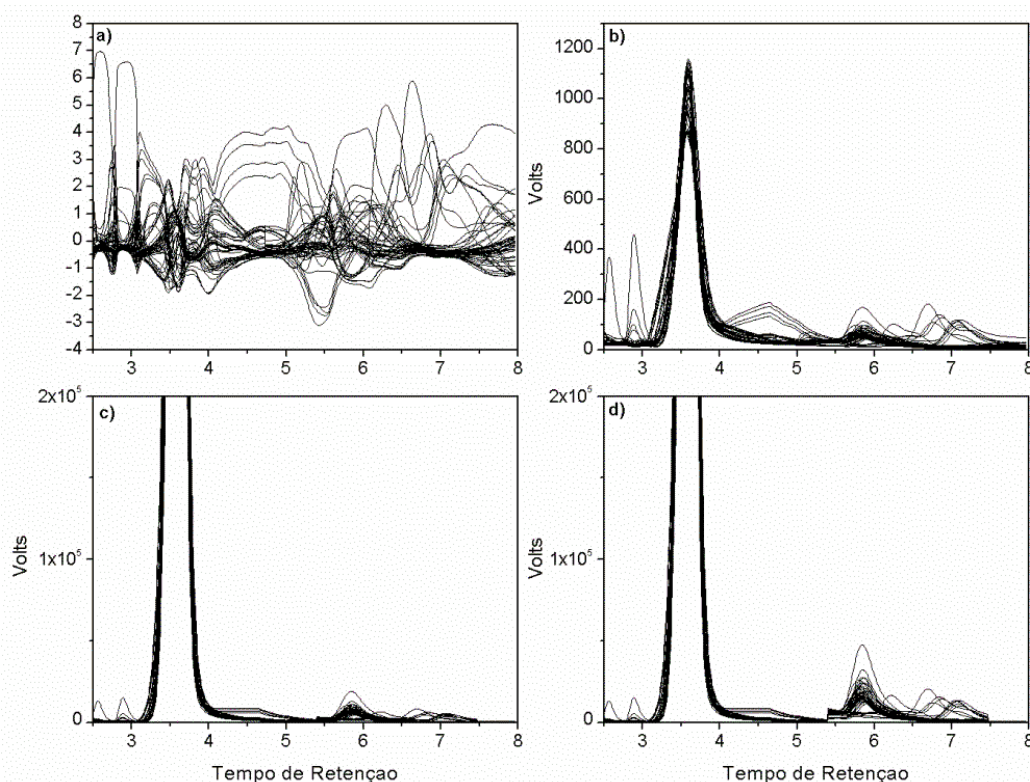 a)
8
7
6
5
4
3
2
1
0
-1
-2
-3
-4
3 4 5 6 7 8
b)
Volts
1200
1000
800
600
400
200
0
3 4 5 6 7 8
c)
Volts
2x10⁵
1x10⁵
0
3 4 5 6 7 8
Tempo de Retençao
d)
Volts
2x10⁵
1x10⁵
0
3 4 5 6 7 8
Tempo de Retençao